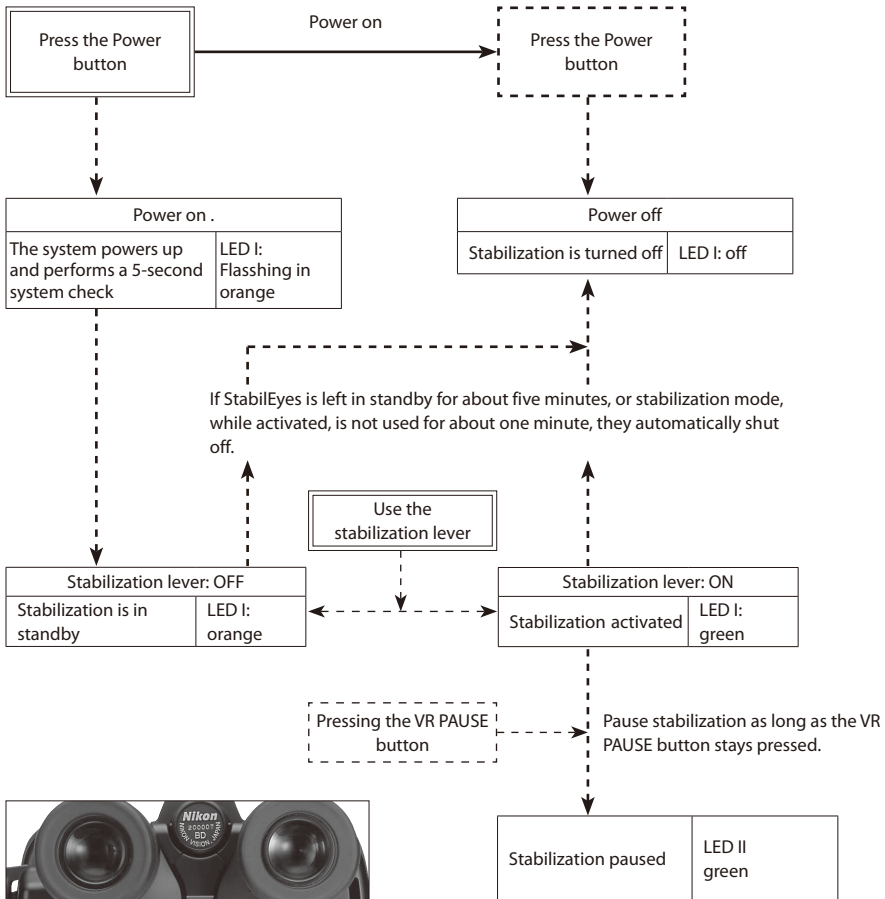 Press the Power
button
Power on
Press the Power
button
Power on .
The system powers up
and performs a 5-second
system check
LED I:
Flasshing in
orange
Power off
Stabilization is turned off
LED I: off
If StabilEyes is left in standby for about five minutes, or stabilization mode,
while activated, is not used for about one minute, they automatically shut
off.
Use the
stabilization lever
Stabilization lever: OFF
Stabilization is in
standby
LED I:
orange
Stabilization lever: ON
Stabilization activated
LED I:
green
Pressing the VR PAUSE
button
Pause stabilization as long as the VR
PAUSE button stays pressed.
Nikon
200007
BD
NIKON VISION, JAPAN
Stabilization paused
LED II
green